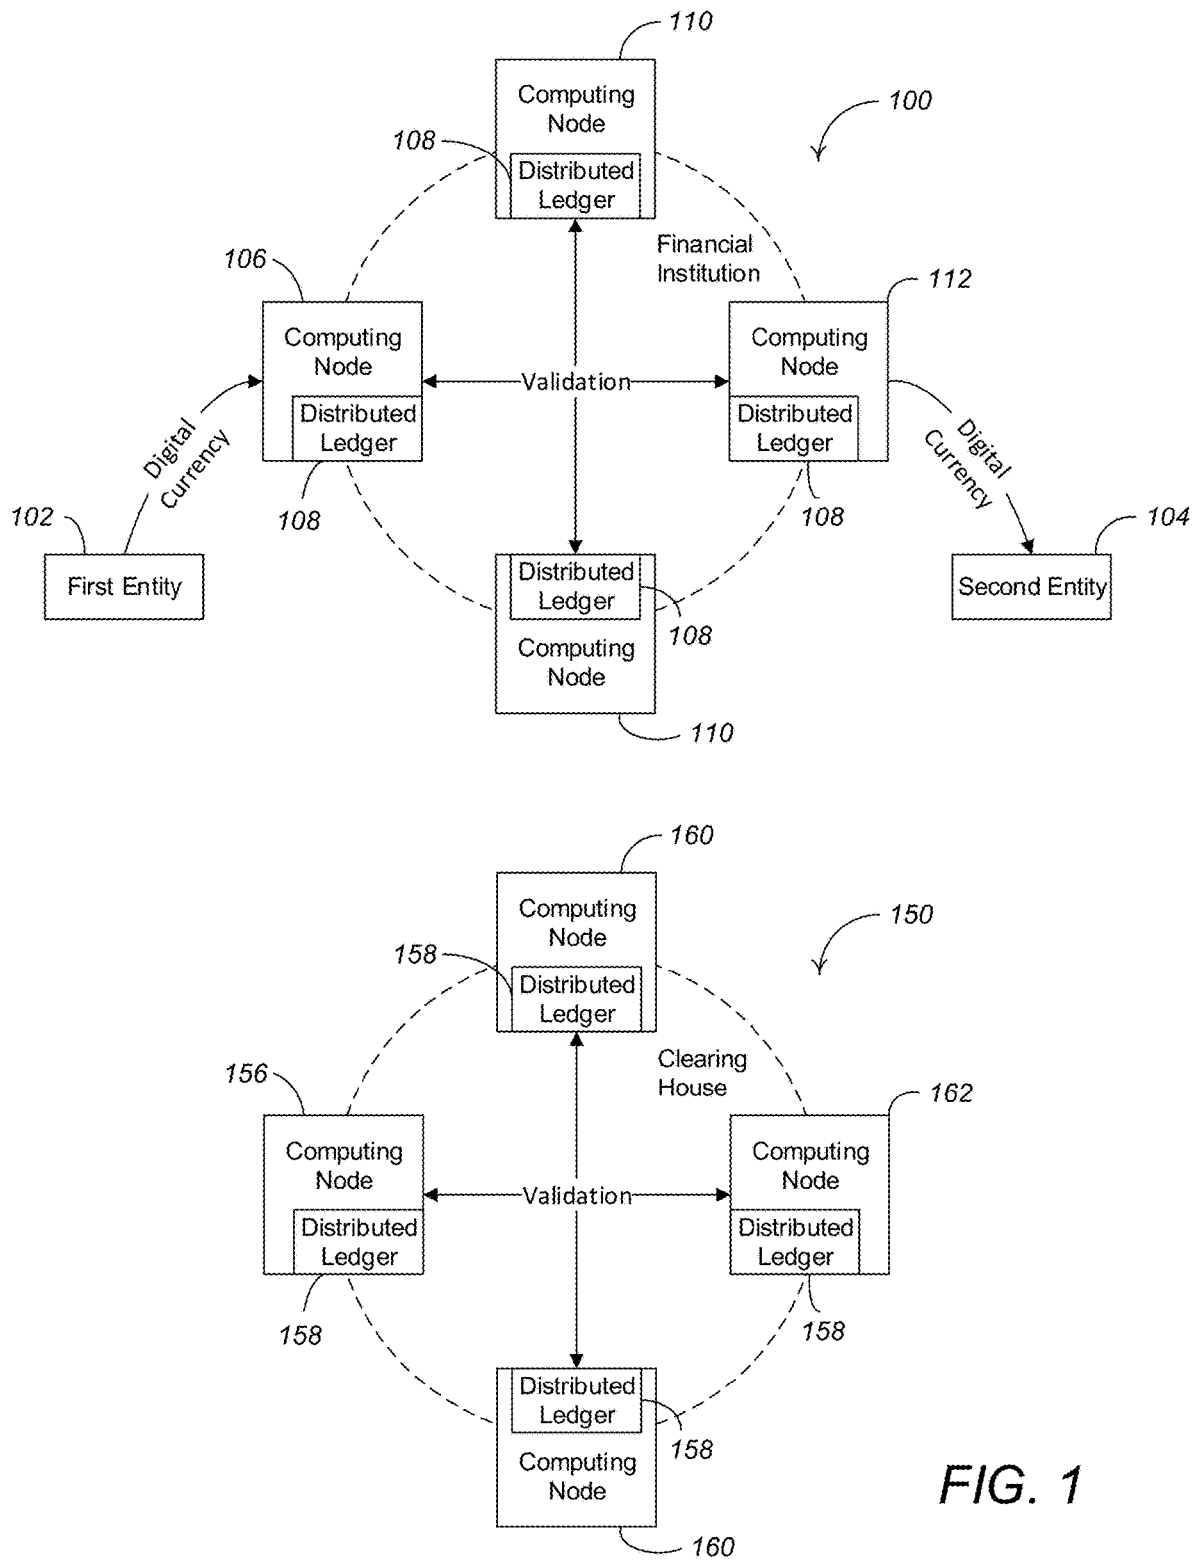 110
Computing
Node
100
108
Distributed
Ledger
Financial
Institution
106
112
Computing
Node
Computing
Node
Validation
Distributed
Ledger
Distributed
Ledger
Digital
Currency
Digital
Currency
108
108
102
104
First Entity
Distributed
Ledger
Second Entity
108
Computing
Node
110
160
Computing
Node
150
158
Distributed
Ledger
Clearing
House
156
162
Computing
Node
Computing
Node
Validation
Distributed
Ledger
Distributed
Ledger
158
158
Distributed
Ledger
158
Computing
Node
FIG. 1
160